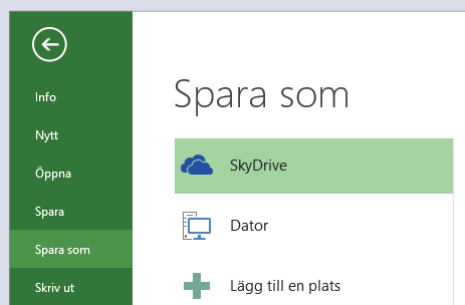 Info
Nytt
Öppna
Spara
Spara som
Skriv ut
Spara som
SkyDrive
Dator
Lägg till en plats